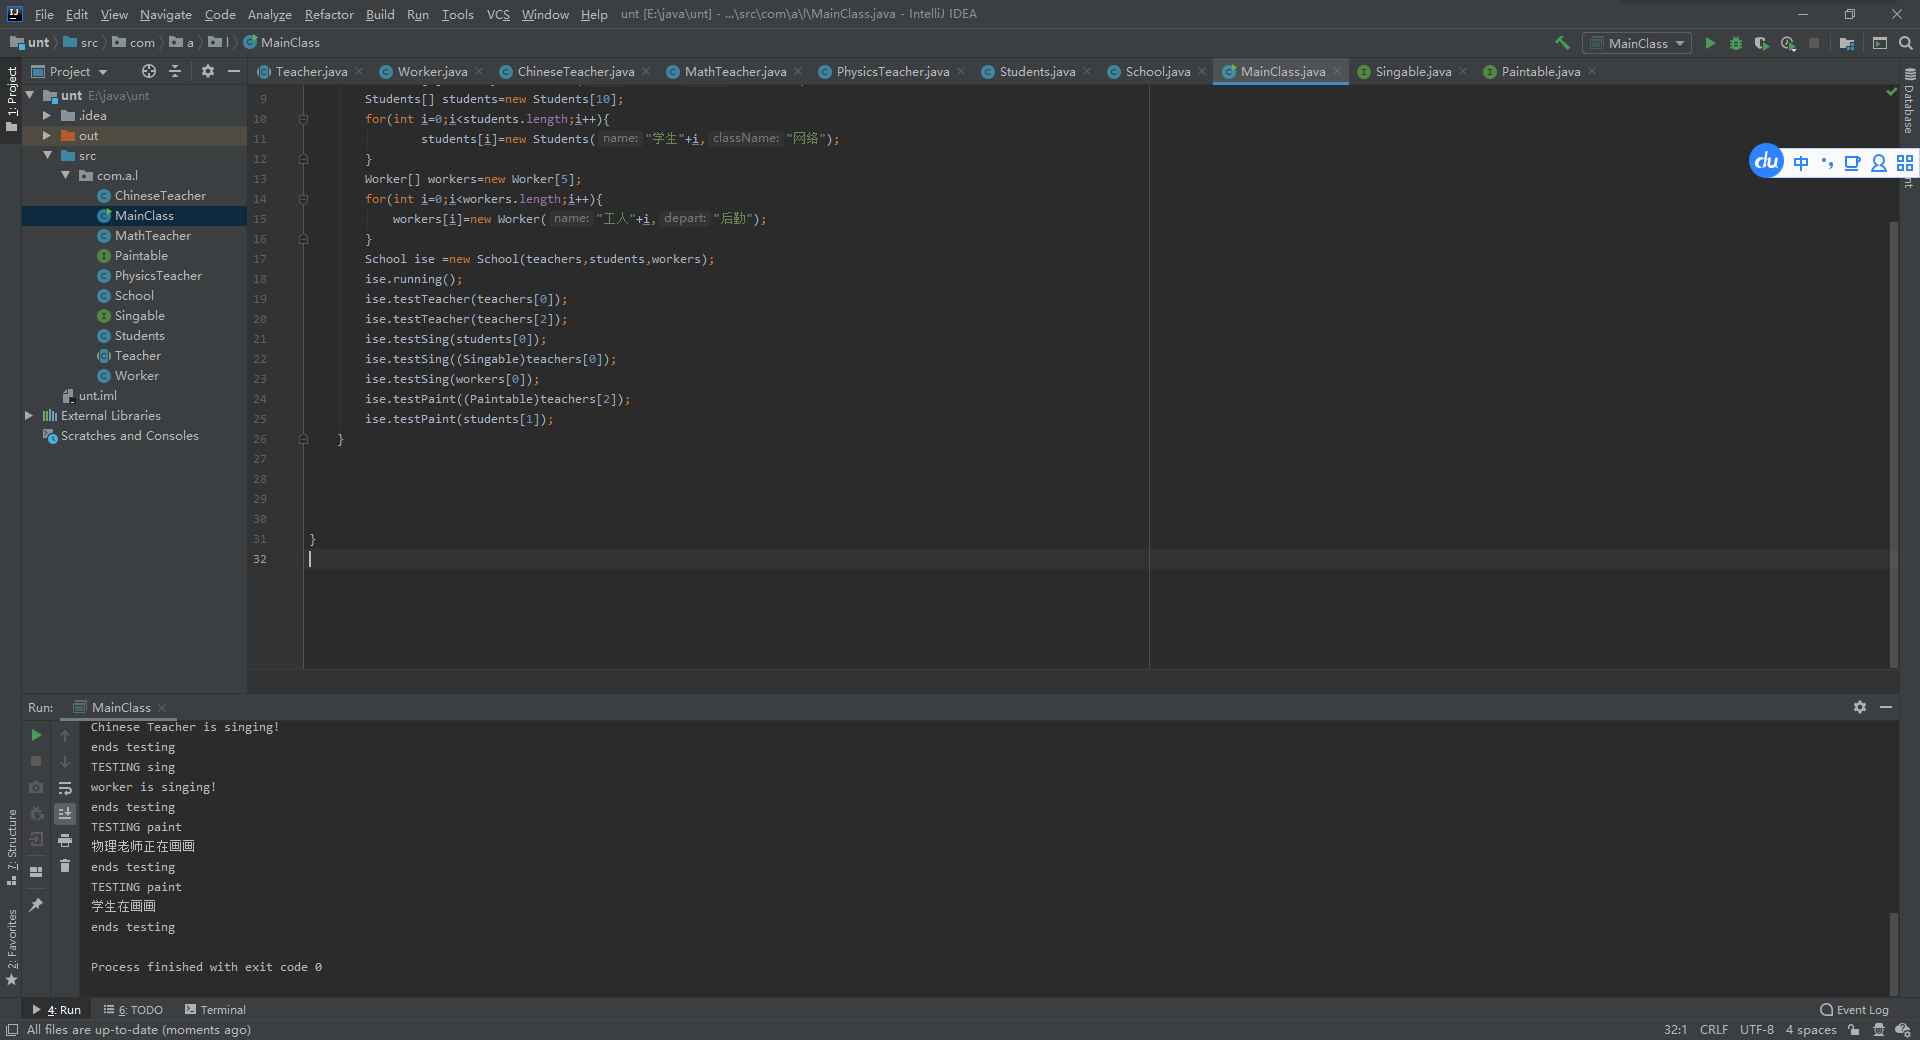 File Edit View Navigate Code Analyze Refactor Build Run Tools VCS Window Help unt [E:\java\unt] - ...\src\com\a\l\MainClass.java - IntelliJ IDEA
unt src com a l MainClass
MainClass
Project
Teacher.java Worker.java ChineseTeacher.java MathTeacher.java PhysicsTeacher.java Students.java School.java MainClass.java Singable.java Paintable.java
1: Project
unt E:\java\unt
.idea
out
src
com.a.l
ChineseTeacher
MainClass
MathTeacher
Paintable
PhysicsTeacher
School
Singable
Students
Teacher
Worker
unt.iml
External Libraries
Scratches and Consoles
9 Students[] students=new Students[10];
10 for(int i=0;i<students.length;i++){
11 students[i]=new Students( name: "学生"+i, className: "网络");
12 }
13 Worker[] workers=new Worker[5];
14 for(int i=0;i<workers.length;i++){
15 workers[i]=new Worker( name: "工人"+i, depart: "后勤");
16 }
17 School ise =new School(teachers,students,workers);
18 ise.running();
19 ise.testTeacher(teachers[0]);
20 ise.testTeacher(teachers[2]);
21 ise.testSing(students[0]);
22 ise.testSing((Singable)teachers[0]);
23 ise.testSing(workers[0]);
24 ise.testPaint((Paintable)teachers[2]);
25 ise.testPaint(students[1]);
26 }
27
28
29
30
31 }
32
Database
du 中
Run: MainClass
Chinese Teacher is singing!
ends testing
TESTING sing
worker is singing!
ends testing
TESTING paint
物理老师正在画画
ends testing
TESTING paint
学生在画画
ends testing
Process finished with exit code 0
7: Structure
2: Favorites
4: Run 6: TODO Terminal Event Log
All files are up-to-date (moments ago) 32:1 CRLF UTF-8 4 spaces